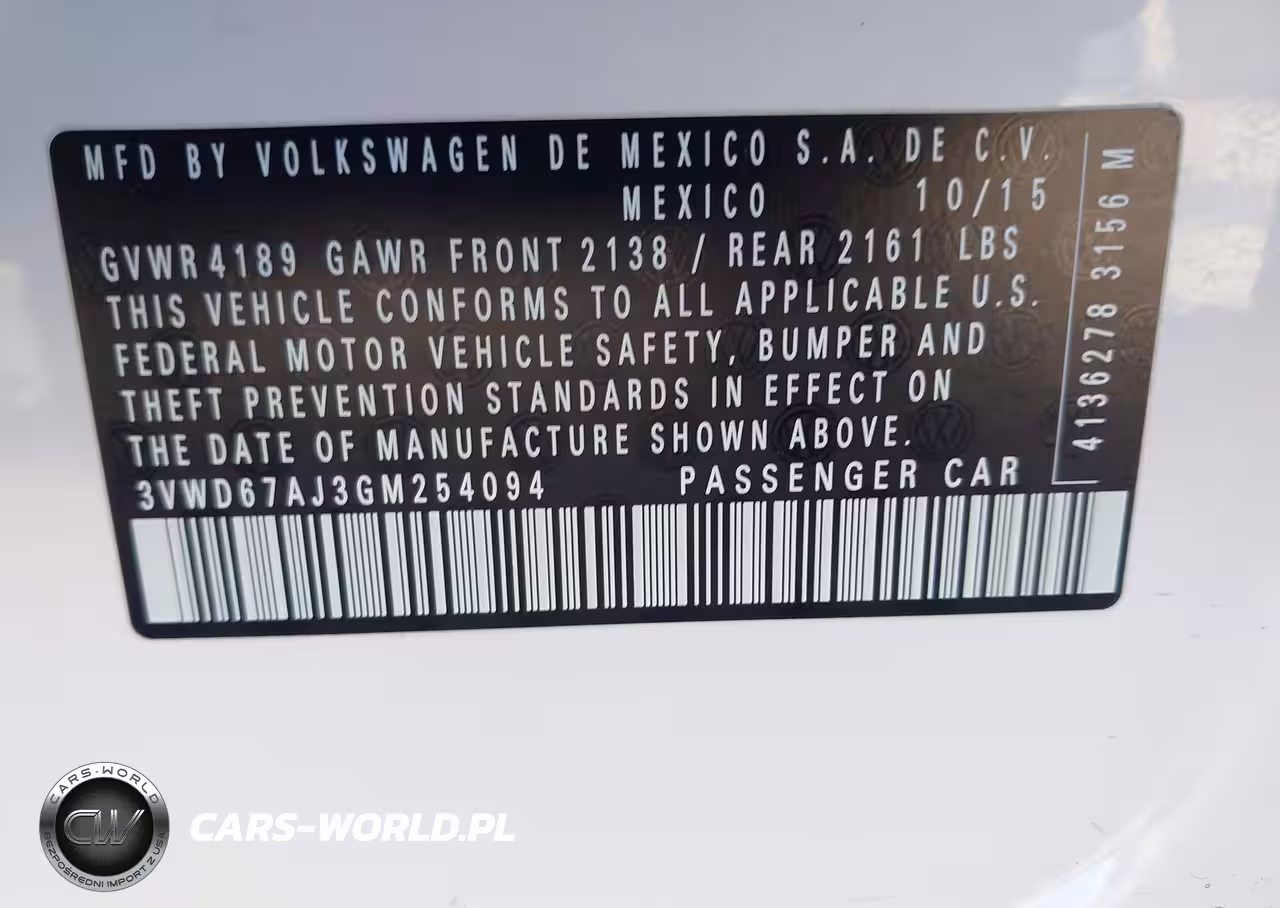 MFD BY VOLKSWAGEN DE MEXICO S.A. DE C.V.
MEXICO 10/15
GVWR4189 GAWR FRONT 2138 / REAR 2161 LBS
THIS VEHICLE CONFORMS TO ALL APPLICABLE U.S.
FEDERAL MOTOR VEHICLE SAFETY, BUMPER AND
THEFT PREVENTION STANDARDS IN EFFECT ON
THE DATE OF MANUFACTURE SHOWN ABOVE.
3VWD67AJ3GM254094 PASSENGER CAR
4136278 3156 M
CARS-WORLD
CW
BEZPOŚREDNI IMPORT Z USA
CARS-WORLD.PL